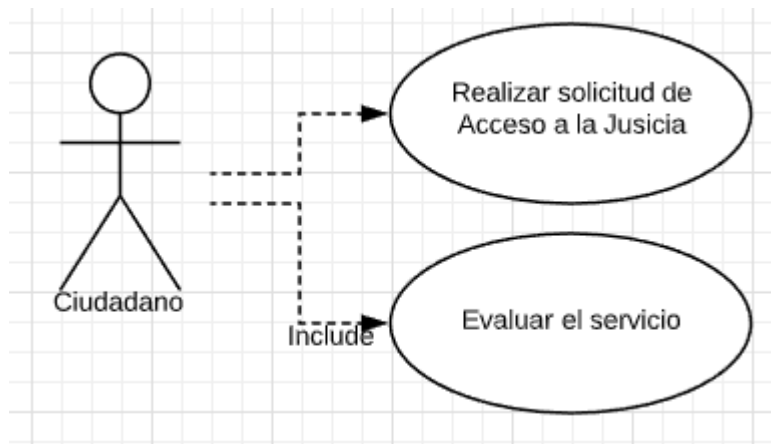 Realizar solicitud de
Acceso a la Jusicia
Ciudadano
Include
Evaluar el servicio